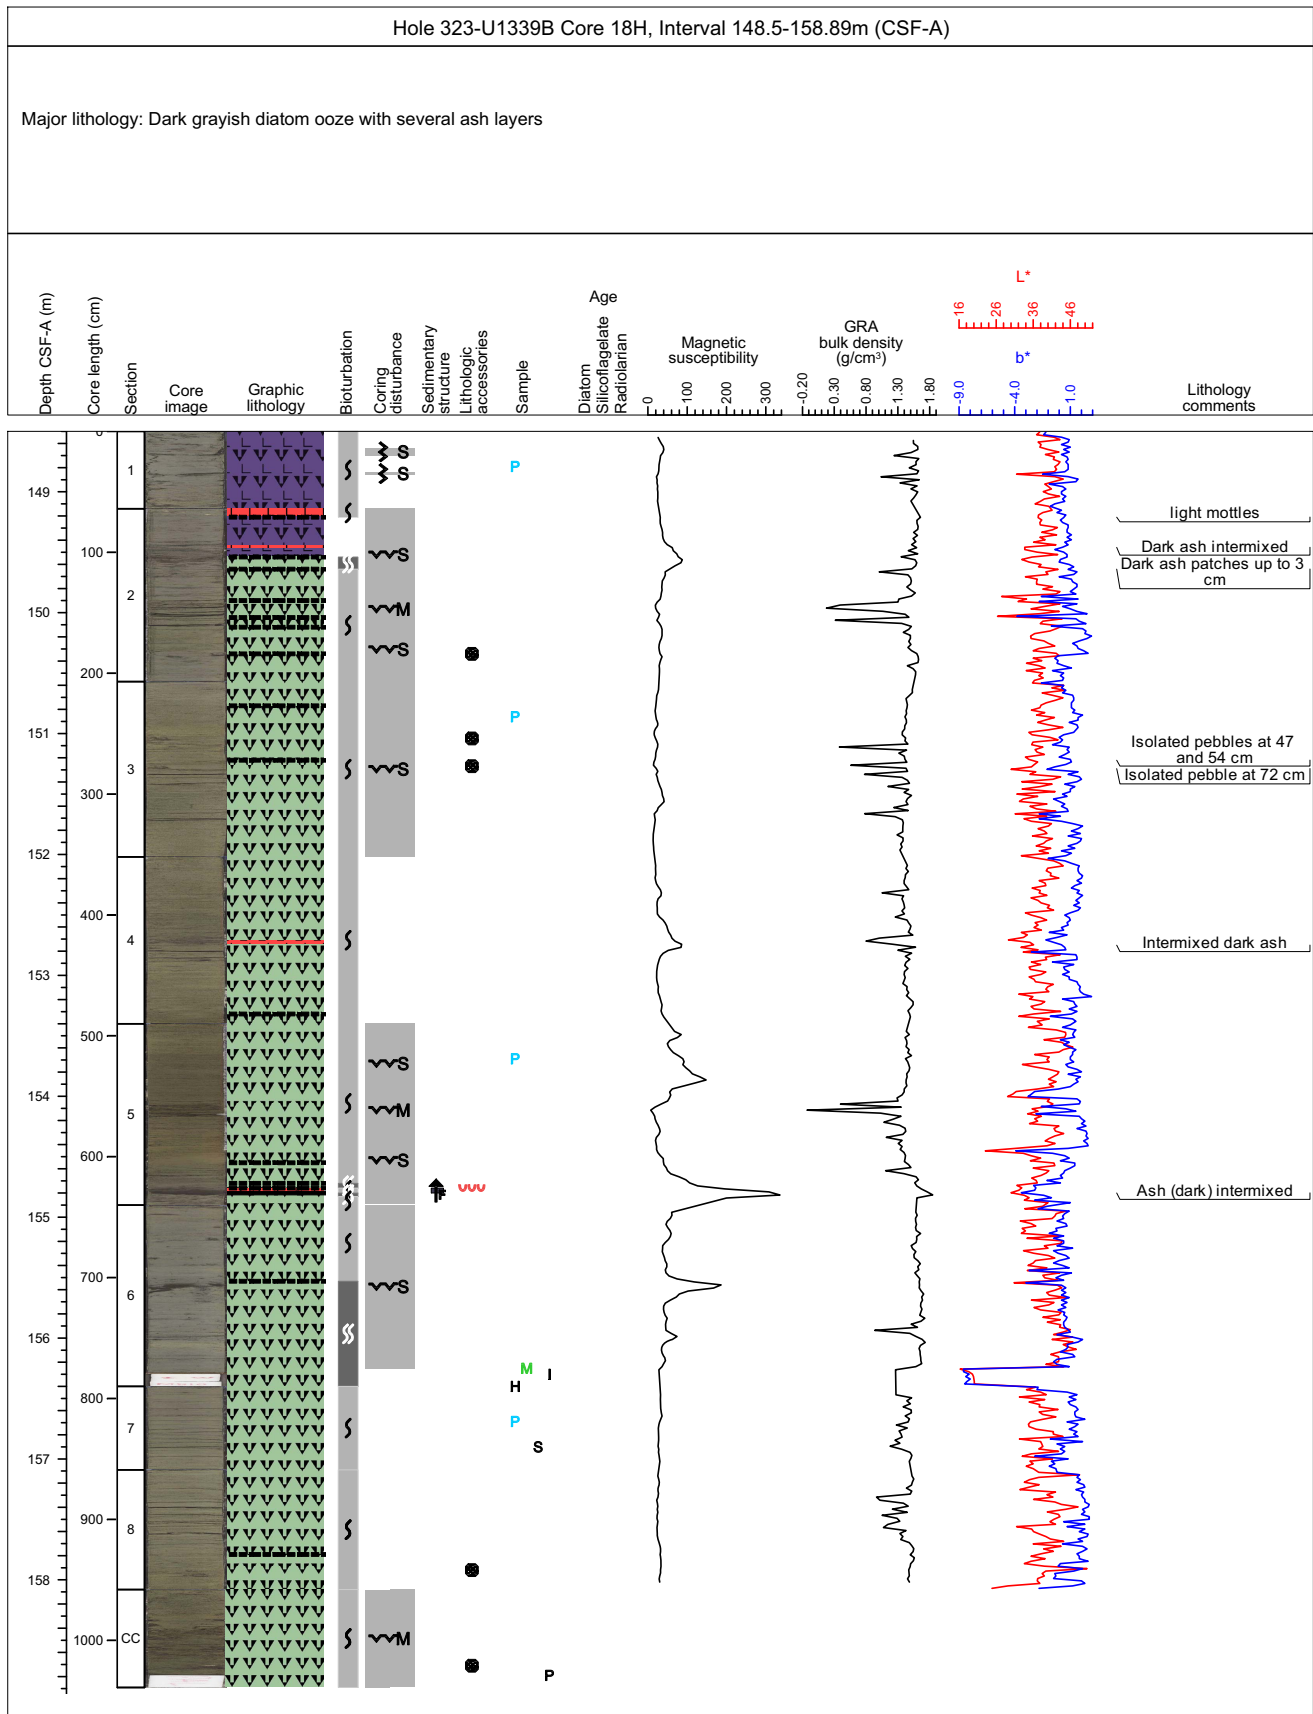 Hole 323-U1339B Core 18H, Interval 148.5-158.89m (CSF-A)
Major lithology: Dark grayish diatom ooze with several ash layers
Depth CSF-A (m)
Core length (cm)
Section
Core
image
Graphic
lithology
Bioturbation
Coring
disturbance
Sedimentary
structure
Lithologic
accessories
Sample
Age
Diatom
Silicoflagelate
Radiolarian
Magnetic
susceptibility
0 100 200 300
GRA
bulk density
(g/cm³)
-0.20 0.30 0.80 1.30 1.80
L*
16 26 36 46
b*
-9.0 -4.0 1.0
Lithology
comments
0
1
S
P
S
149
light mottles
100
S
Dark ash intermixed
Dark ash patches up to 3
cm
2
150
M
S
200
P
151
Isolated pebbles at 47
and 54 cm
3
S
Isolated pebble at 72 cm
300
152
400
4
Intermixed dark ash
153
500
S
P
154
5
M
600
S
Ash (dark) intermixed
155
700
6
S
156
M
I
H
800
7
P
S
157
900
8
158
1000
CC
M
P